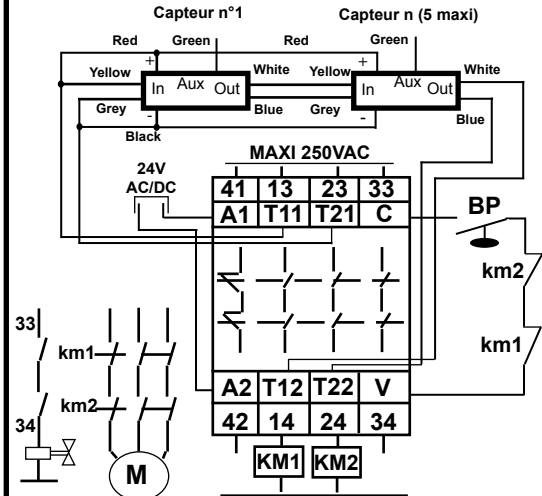 Capteur n°1 Capteur n (5 maxi)
Red Green Red Green
Yellow + White Yellow + White
In Aux Out In Aux Out
Grey - Blue Grey - Blue
Black
MAXI 250VAC
24V
AC/DC
41 13 23 33
A1 T11 T21 C
BP
km2
33
km1 km1
km2
A2 T12 T22 V
34
42 14 24 34
KM1 KM2
M